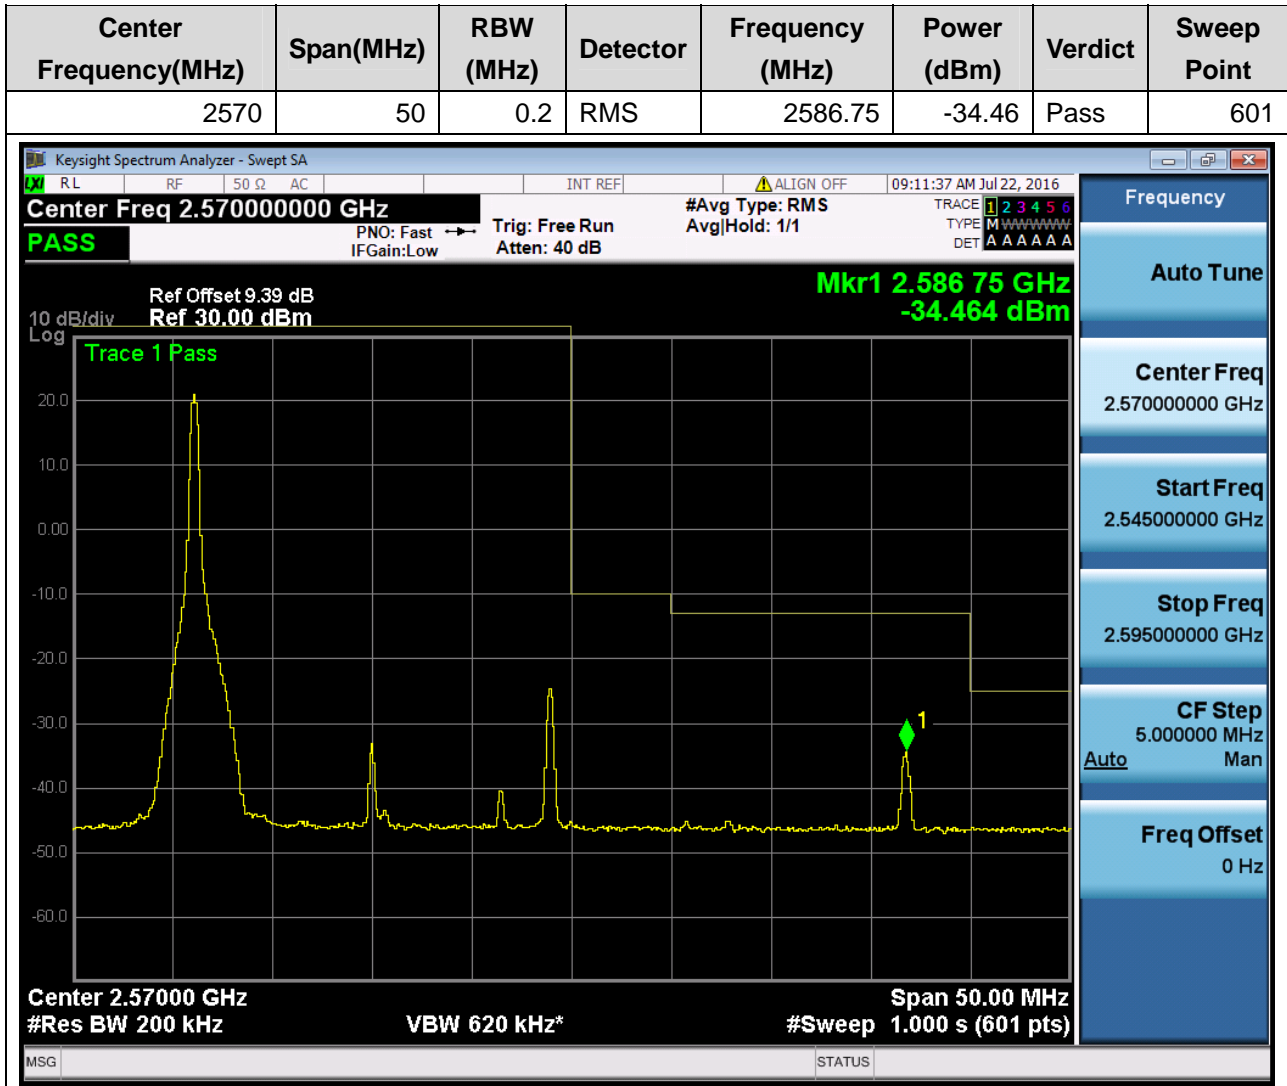 Center Frequency(MHz) Span(MHz) RBW (MHz) Detector Frequency (MHz) Power (dBm) Verdict Sweep Point
2570 50 0.2 RMS 2586.75 -34.46 Pass 601
Keysight Spectrum Analyzer - Swept SA
LXI RL RF 50 Ω AC INT REF ALIGN OFF 09:11:37 AM Jul 22, 2016
Center Freq 2.570000000 GHz
PASS
PNO: Fast
IFGain:Low
Trig: Free Run
Atten: 40 dB
#Avg Type: RMS
Avg|Hold: 1/1
TRACE 1 2 3 4 5 6
TYPE M WWWWW
DET A A A A A A
Mkr1 2.586 75 GHz
-34.464 dBm
Ref Offset 9.39 dB
10 dB/div Ref 30.00 dBm
Log
Trace 1 Pass
20.0
10.0
0.00
-10.0
-20.0
-30.0
-40.0
-50.0
-60.0
1
Center 2.57000 GHz Span 50.00 MHz
#Res BW 200 kHz VBW 620 kHz* #Sweep 1.000 s (601 pts)
MSG STATUS
Frequency
Auto Tune
Center Freq
2.570000000 GHz
Start Freq
2.545000000 GHz
Stop Freq
2.595000000 GHz
CF Step
5.000000 MHz
Auto Man
Freq Offset
0 Hz